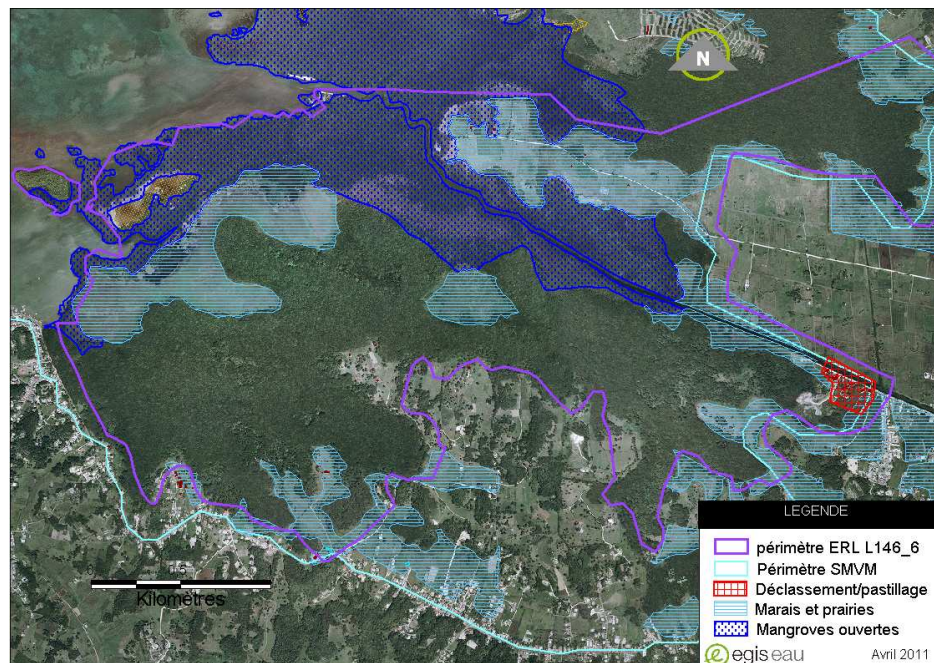 N
Kilomètres
LEGENDE
périmètre ERL L146_6
Périmètre SMVM
Déclassement/pastillage
Marais et prairies
Mangroves ouvertes
egis eau
Avril 2011